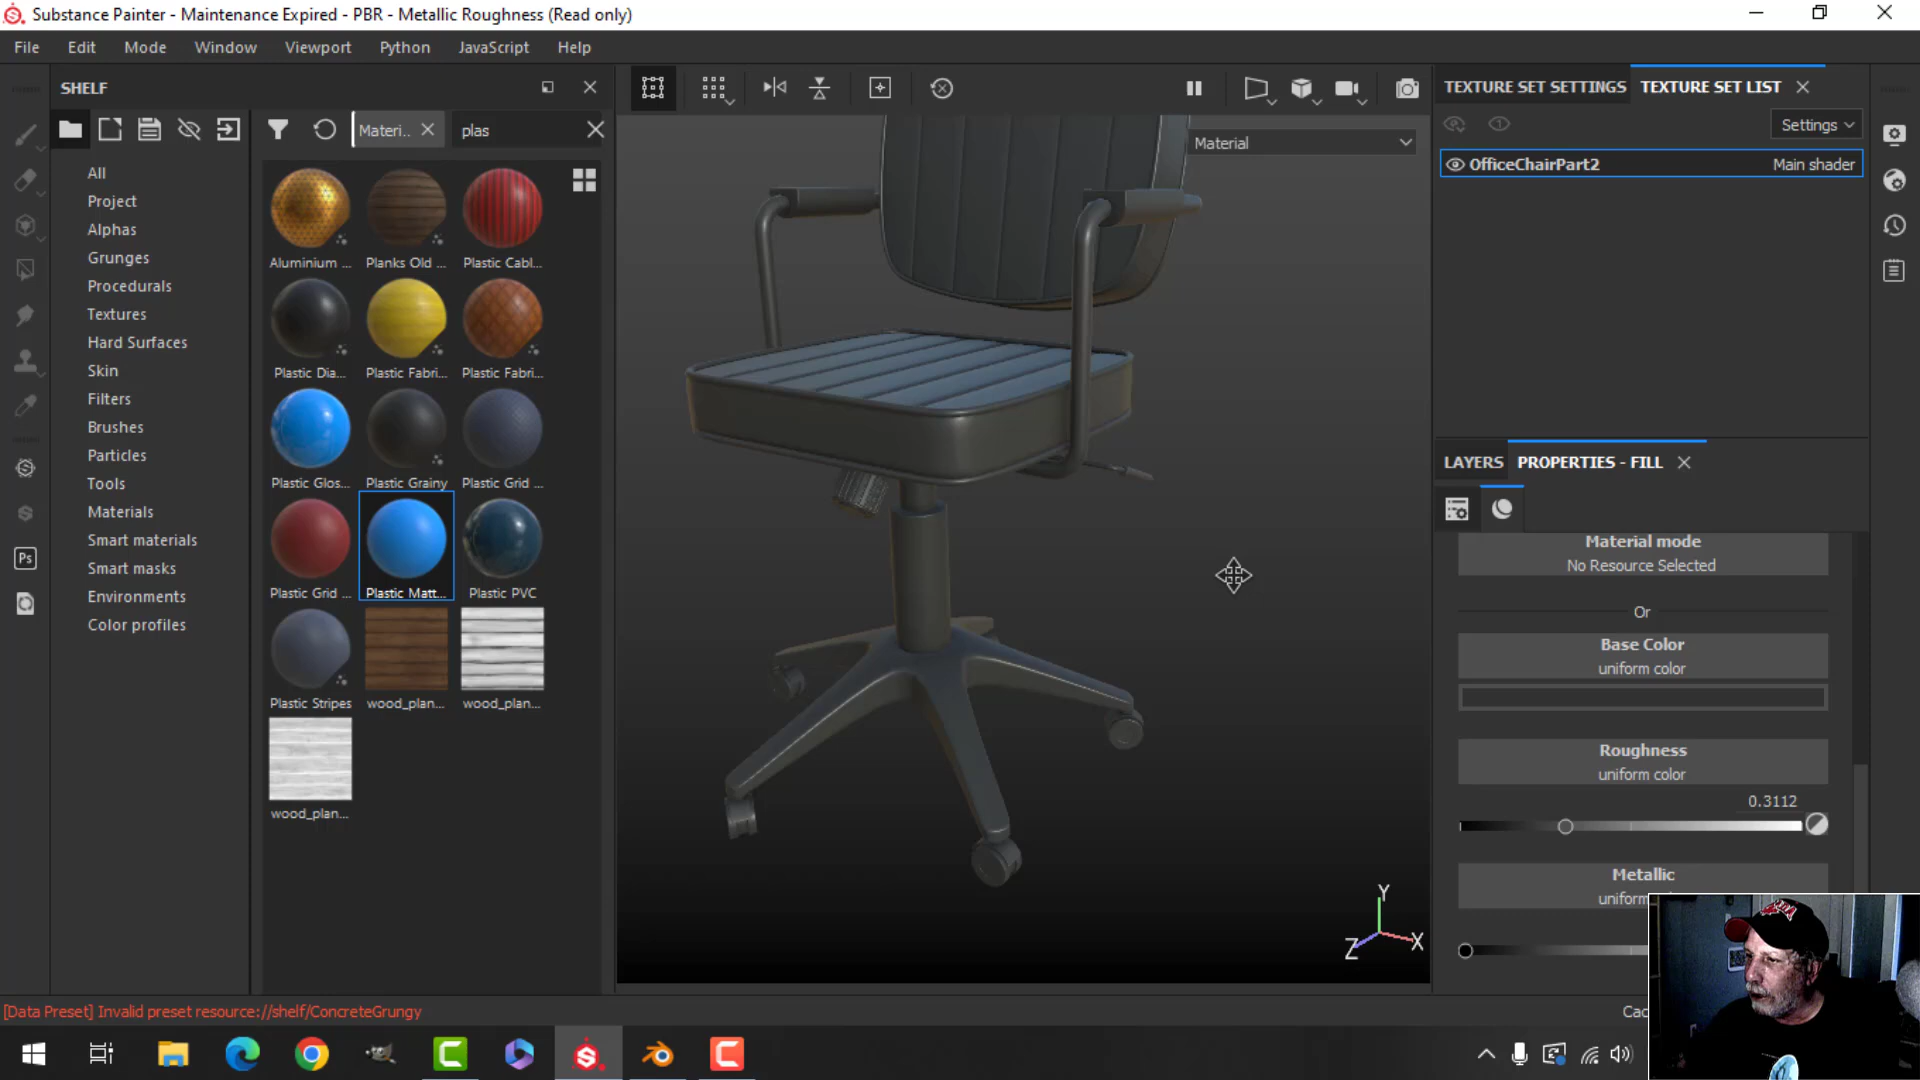 Substance Painter - Maintenance Expired - PBR - Metallic Roughness (Read only)
File Edit Mode Window Viewport Python JavaScript Help
SHELF
Materi.. plas
All
Project
Alphas
Grunges
Procedurals
Textures
Hard Surfaces
Skin
Filters
Brushes
Particles
Tools
Materials
Smart materials
Smart masks
Environments
Color profiles
Aluminium ... Planks Old ... Plastic Cabl...
Plastic Dia... Plastic Fabri... Plastic Fabri...
Plastic Glos... Plastic Grainy Plastic Grid ...
Plastic Grid ... Plastic Matt... Plastic PVC
Plastic Stripes wood_plan... wood_plan...
wood_plan...
Material
Y
Z X
TEXTURE SET SETTINGS TEXTURE SET LIST
Settings
OfficeChairPart2 Main shader
LAYERS PROPERTIES - FILL
Material mode
No Resource Selected
Or
Base Color
uniform color
Roughness
uniform color
0.3112
Metallic
[Data Preset] Invalid preset resource://shelf/ConcreteGrungy
Ps